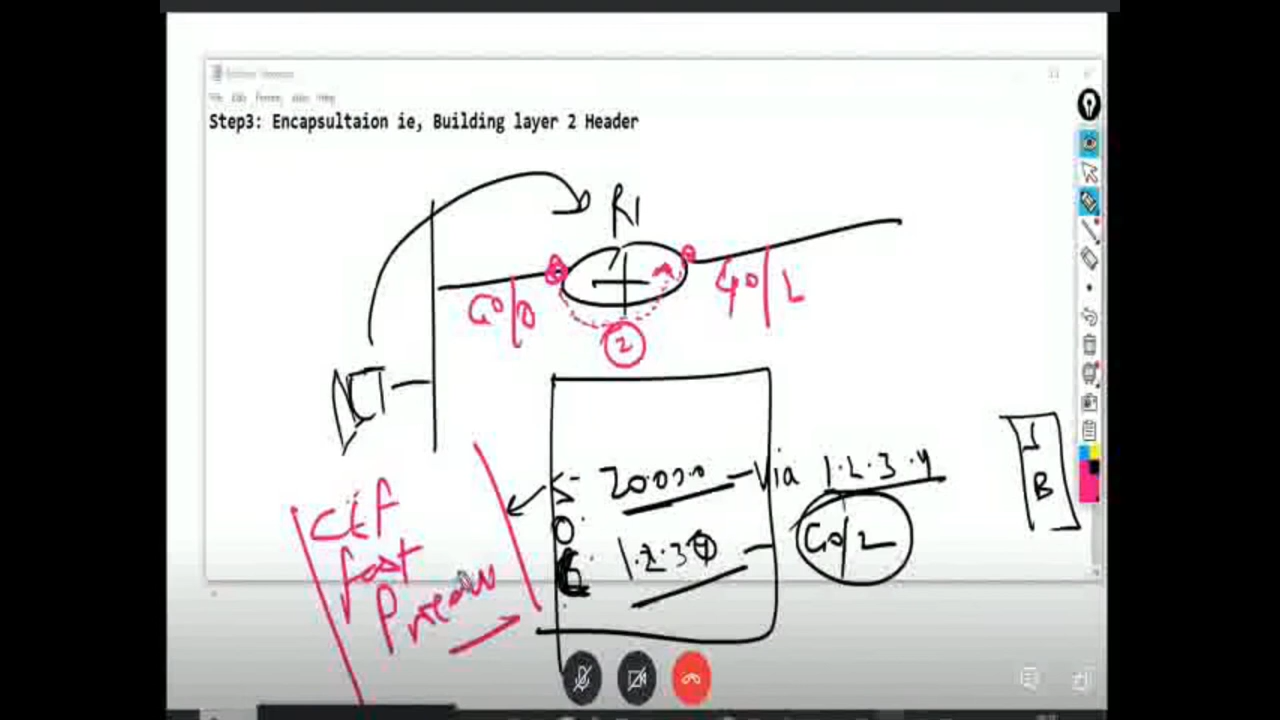 Step3: Encapsultaion ie, Building layer 2 Header
R1
G0/0
G0/1
2
S 20.0.0.0 - Via 1.2.3.4
1.2.3.4 - G0/2
CEF
fast
Process
B